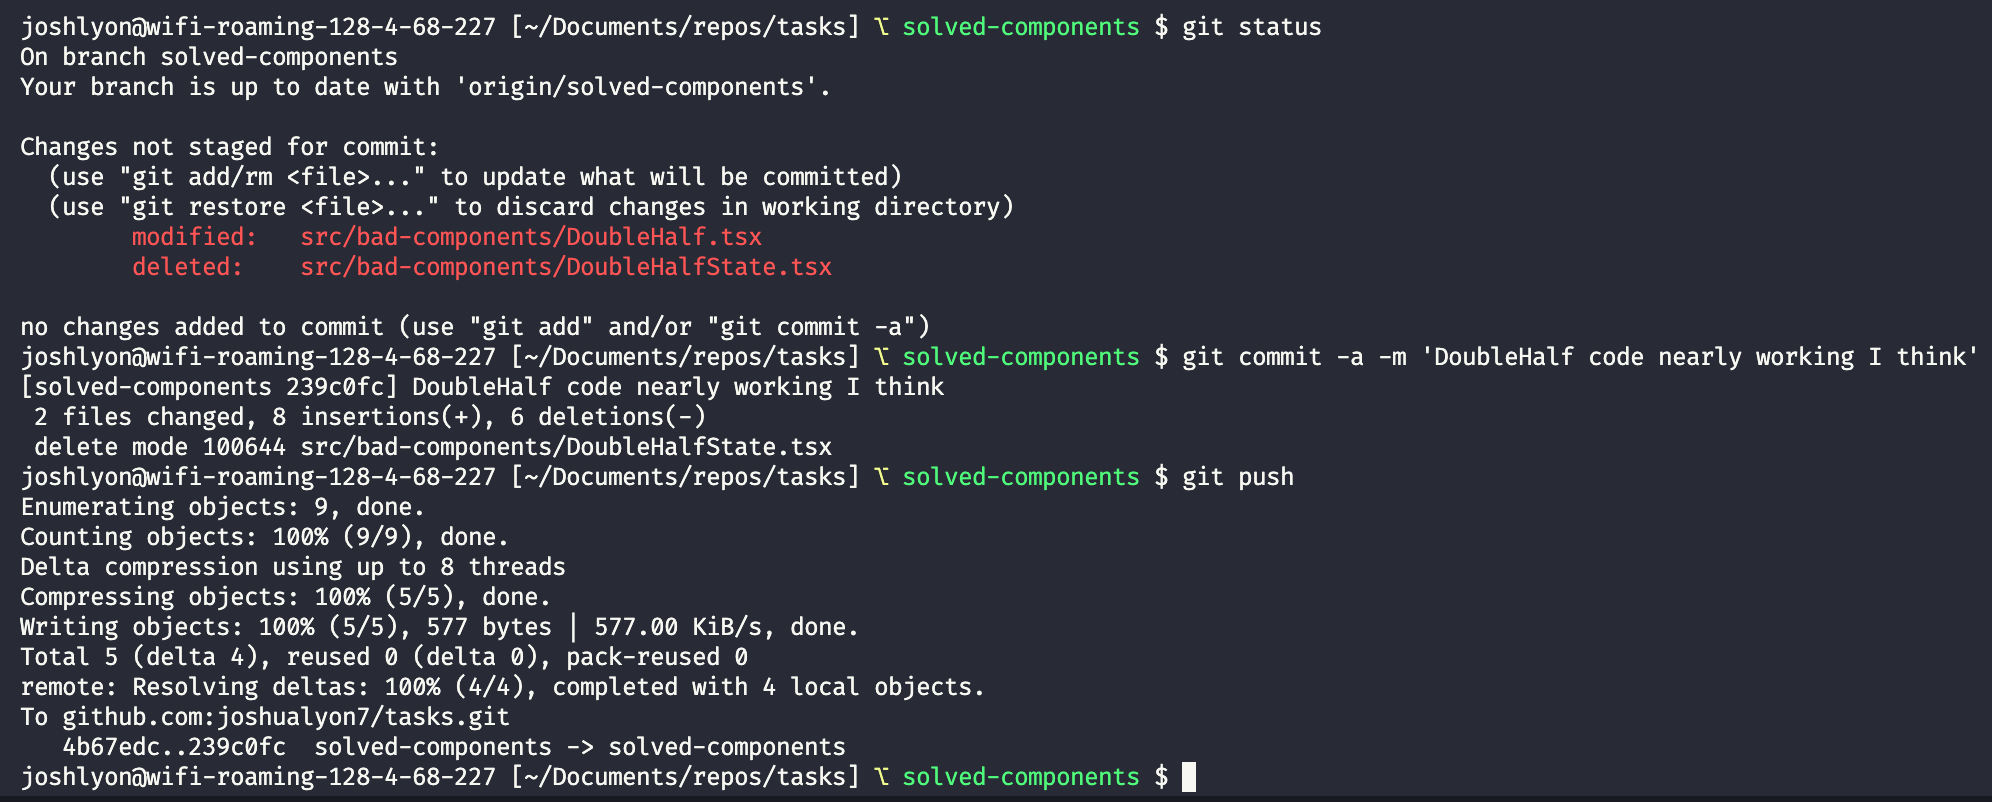 joshlyon@wifi-roaming-128-4-68-227 [~/Documents/repos/tasks] ⌥ solved-components $ git status
On branch solved-components
Your branch is up to date with 'origin/solved-components'.

Changes not staged for commit:
  (use "git add/rm <file>..." to update what will be committed)
  (use "git restore <file>..." to discard changes in working directory)
        modified:   src/bad-components/DoubleHalf.tsx
        deleted:    src/bad-components/DoubleHalfState.tsx

no changes added to commit (use "git add" and/or "git commit -a")
joshlyon@wifi-roaming-128-4-68-227 [~/Documents/repos/tasks] ⌥ solved-components $ git commit -a -m 'DoubleHalf code nearly working I think'
[solved-components 239c0fc] DoubleHalf code nearly working I think
 2 files changed, 8 insertions(+), 6 deletions(-)
 delete mode 100644 src/bad-components/DoubleHalfState.tsx
joshlyon@wifi-roaming-128-4-68-227 [~/Documents/repos/tasks] ⌥ solved-components $ git push
Enumerating objects: 9, done.
Counting objects: 100% (9/9), done.
Delta compression using up to 8 threads
Compressing objects: 100% (5/5), done.
Writing objects: 100% (5/5), 577 bytes | 577.00 KiB/s, done.
Total 5 (delta 4), reused 0 (delta 0), pack-reused 0
remote: Resolving deltas: 100% (4/4), completed with 4 local objects.
To github.com:joshualyon7/tasks.git
   4b67edc..239c0fc  solved-components -> solved-components
joshlyon@wifi-roaming-128-4-68-227 [~/Documents/repos/tasks] ⌥ solved-components $